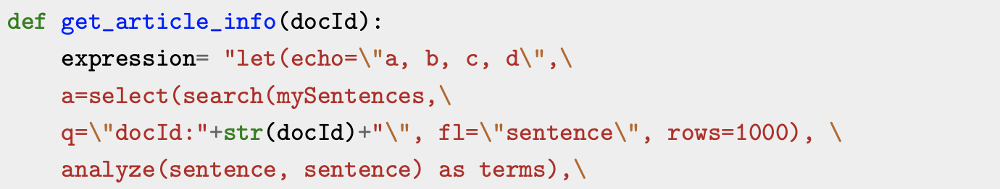 def get_article_info(docId):
    expression= "let(echo=\"a, b, c, d\",\
    a=select(search(mySentences,\
    q=\"docId:"+str(docId)+"\", fl=\"sentence\", rows=1000), \
    analyze(sentence, sentence) as terms),\